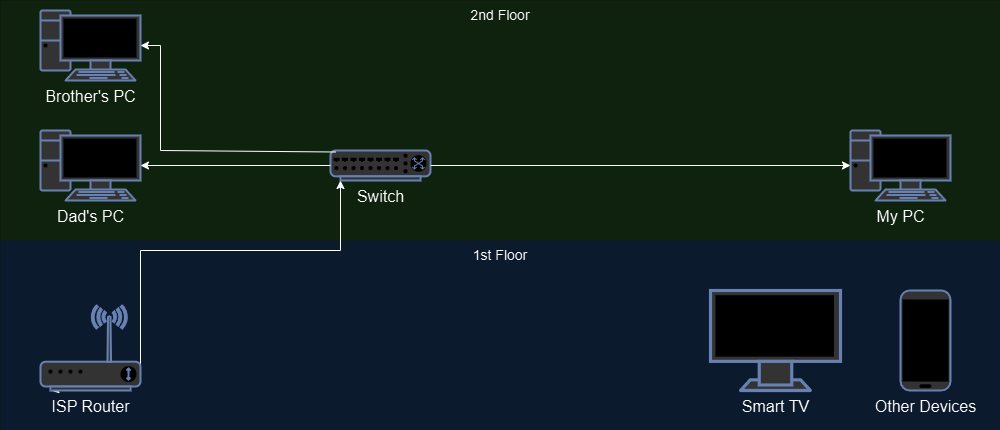 2nd Floor
Brother's PC
Dad's PC
Switch
My PC
1st Floor
ISP Router
Smart TV
Other Devices